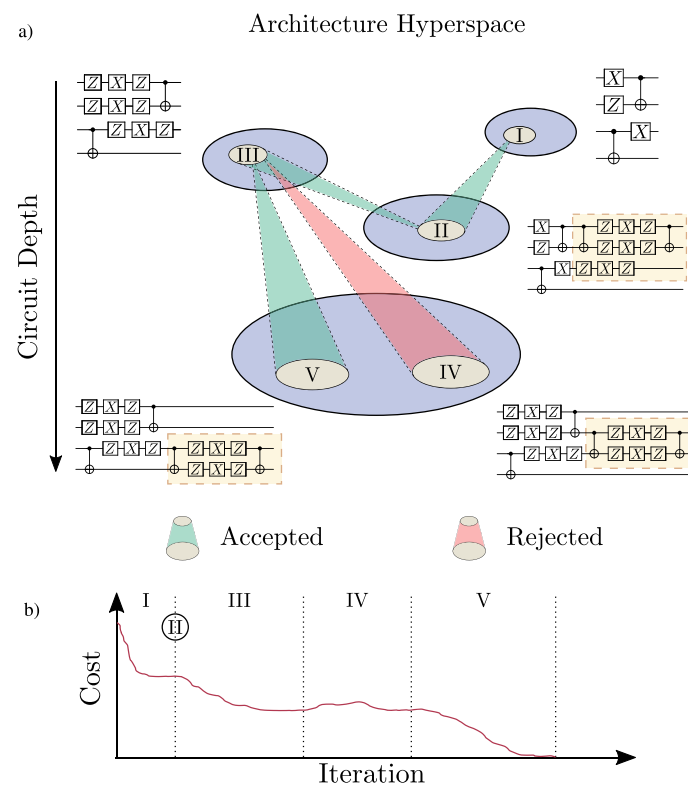 a)
Architecture Hyperspace
Z X Z
Z X Z
Z X Z
X
Z
X
I
III
II
X Z X Z
Z Z X Z
X Z X Z
Circuit Depth
V
IV
Z X Z
Z X Z
Z X Z Z X Z
Z X Z
Z X Z
Z X Z Z X Z
Z X Z Z X Z
Z X Z
Accepted
Rejected
b)
I
III
IV
V
II
Cost
Iteration